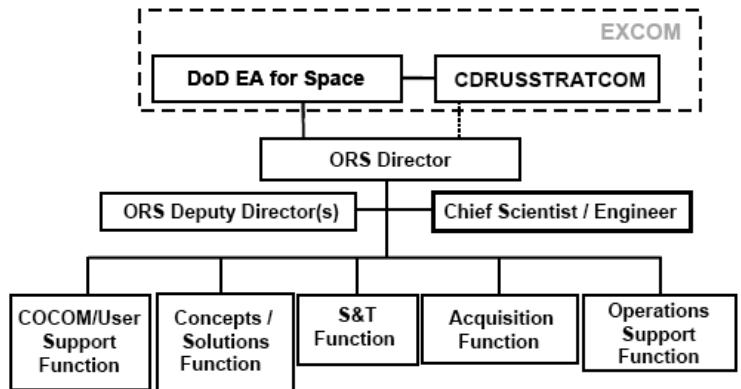 EXCOM
DoD EA for Space
CDRUSSTRATCOM
ORS Director
ORS Deputy Director(s)
Chief Scientist / Engineer
COCOM/User
Support
Function
Concepts /
Solutions
Function
S&T
Function
Acquisition
Function
Operations
Support
Function